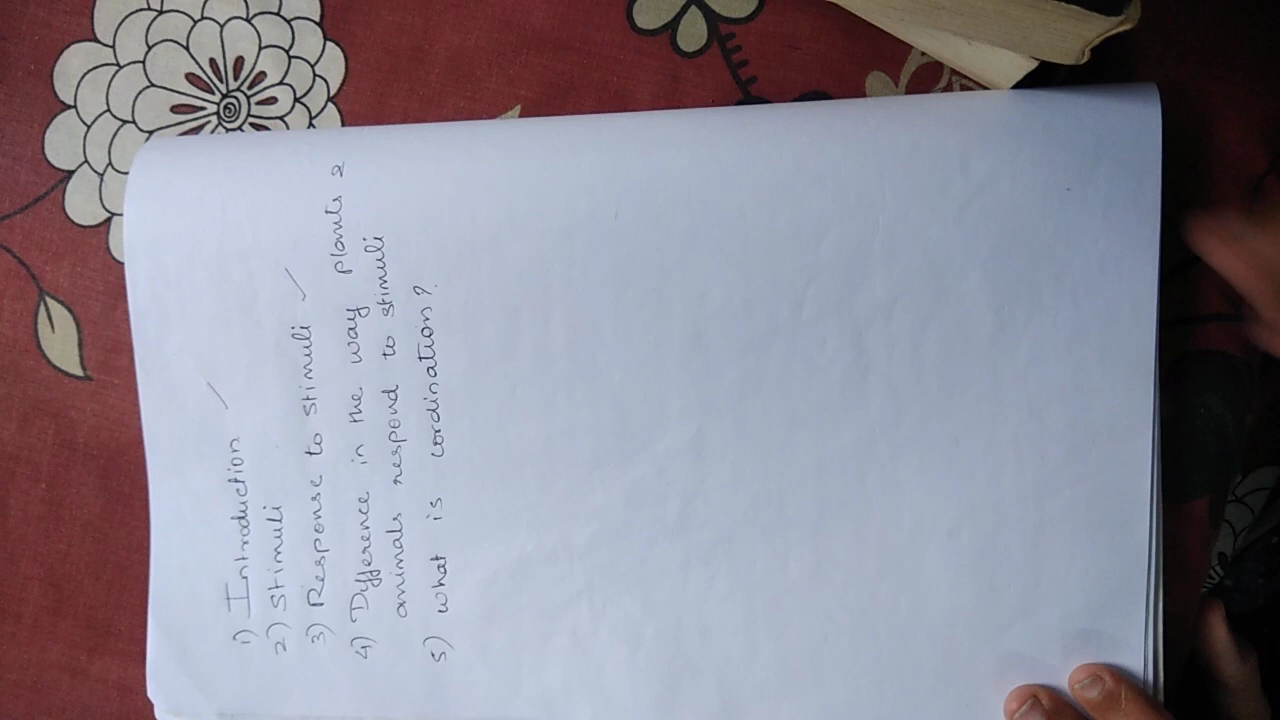 1) Introduction ✓
2) Stimuli
3) Response to stimuli ✓
4) Difference in the way plants &
animals respond to stimuli
5) what is cordination?